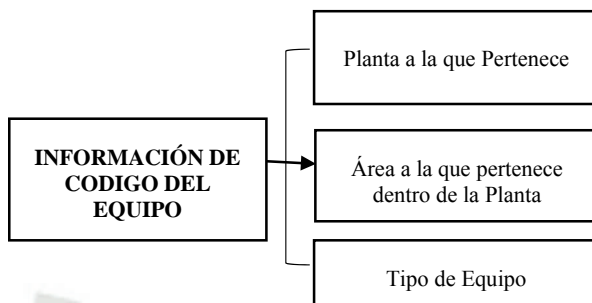 Planta a la que Pertenece
INFORMACIÓN DE
CODIGO DEL
EQUIPO
Área a la que pertenece
dentro de la Planta
Tipo de Equipo